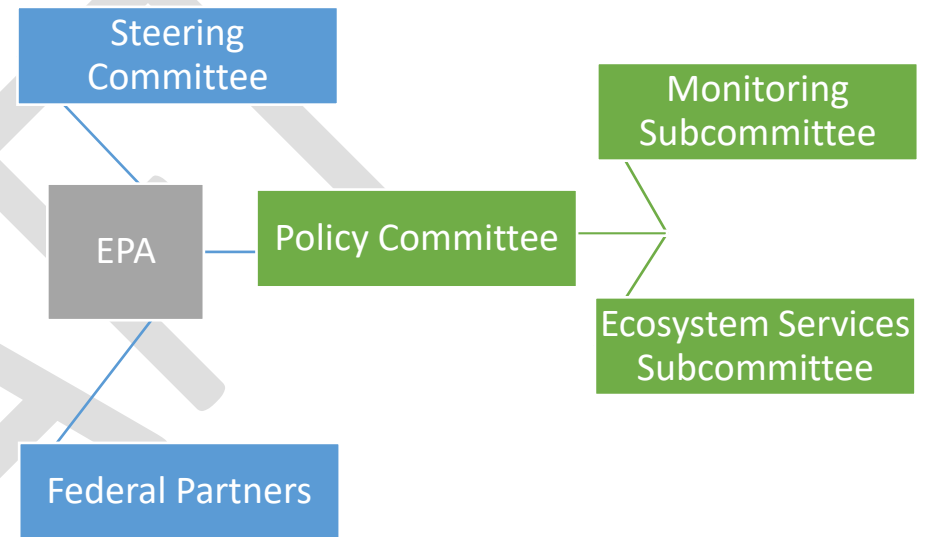 Steering
Committee
Monitoring
Subcommittee
EPA
Policy Committee
Ecosystem Services
Subcommittee
Federal Partners